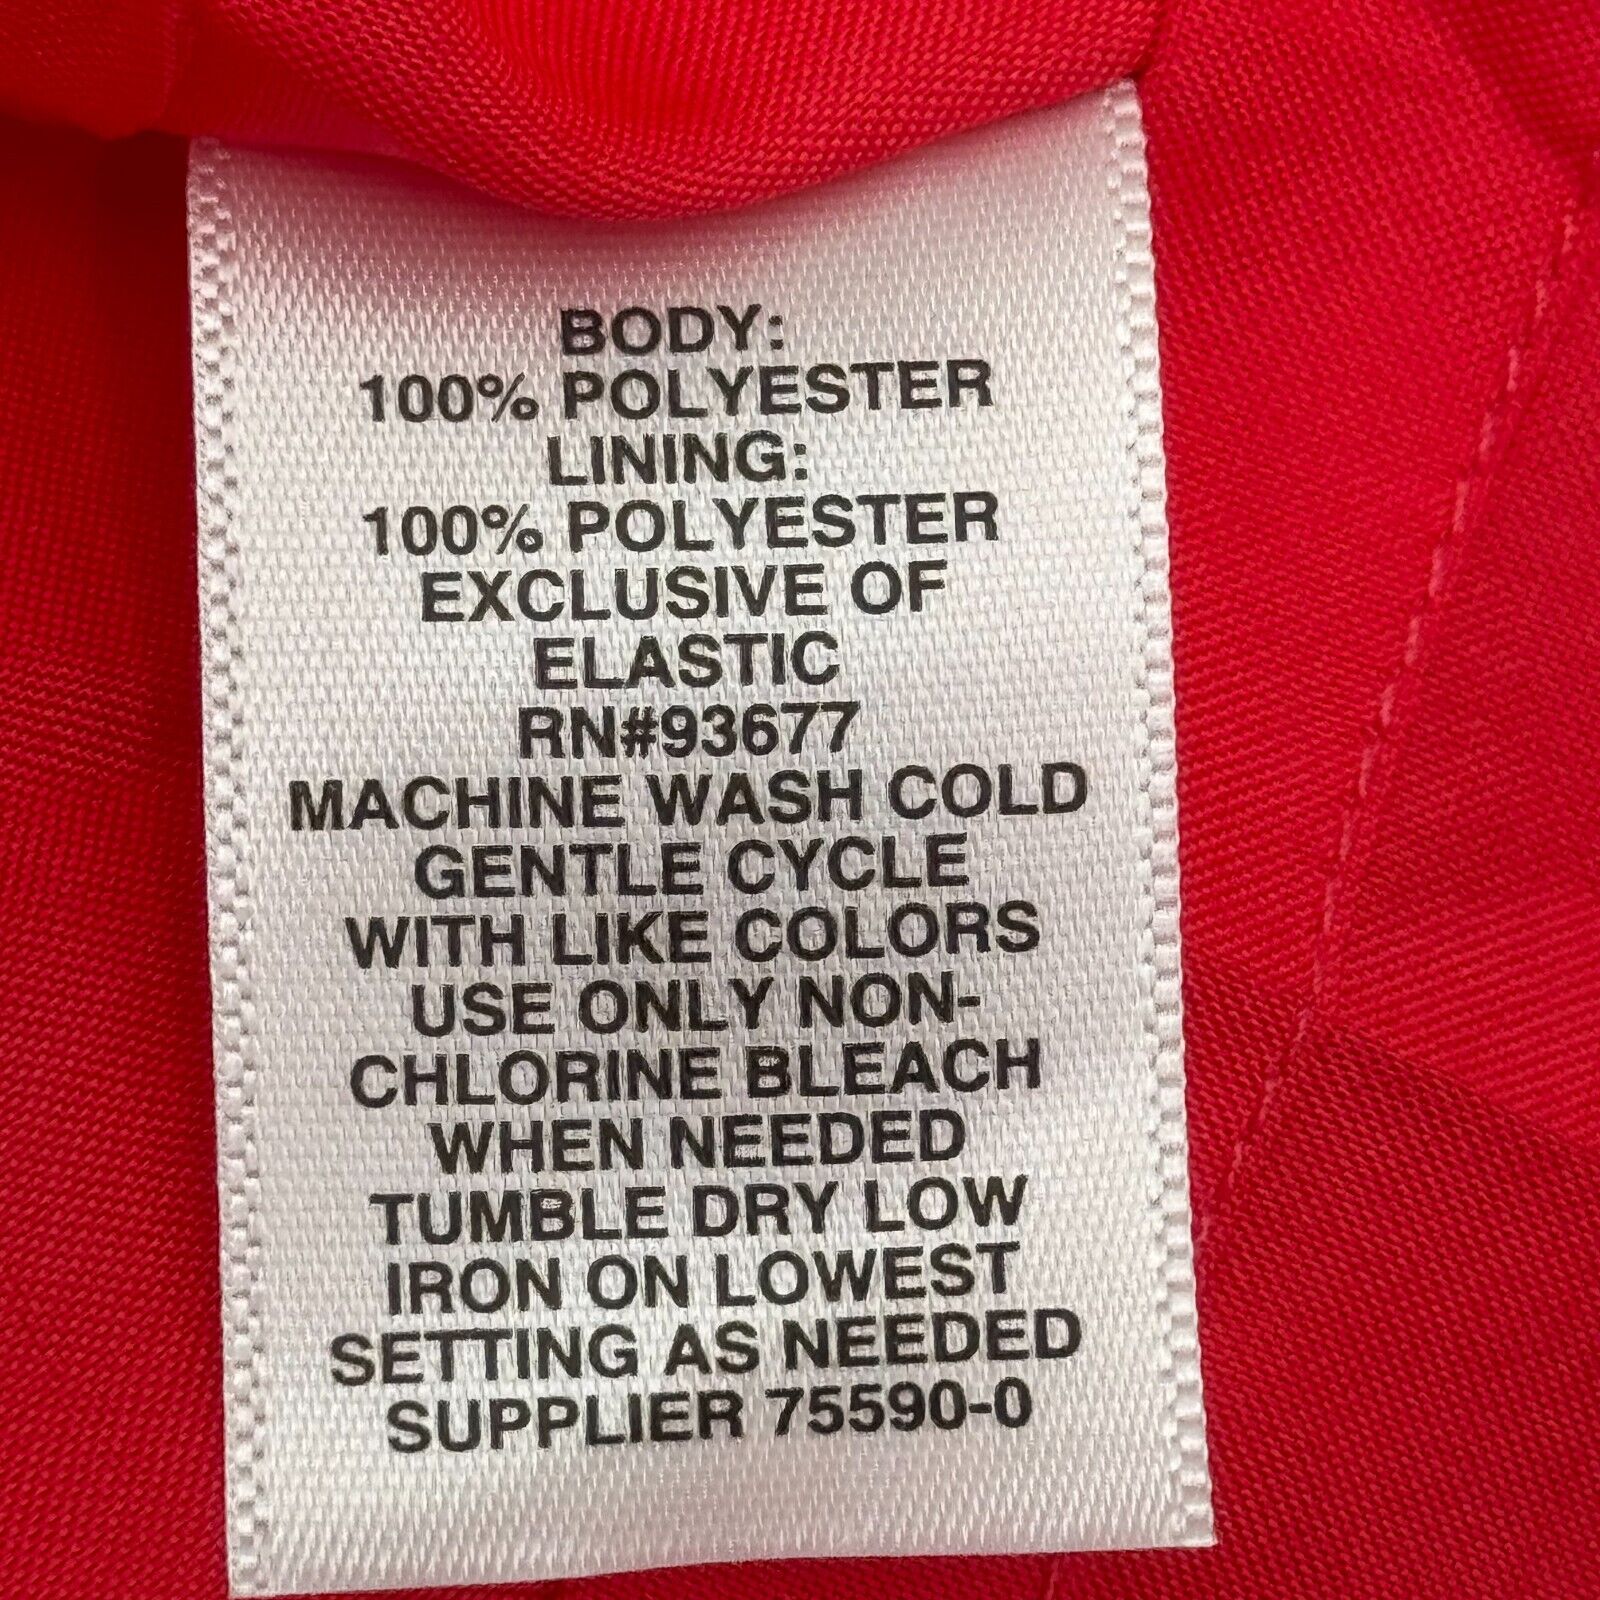 BODY:
100% POLYESTER
LINING:
100% POLYESTER
EXCLUSIVE OF
ELASTIC
RN#93677
MACHINE WASH COLD
GENTLE CYCLE
WITH LIKE COLORS
USE ONLY NON-
CHLORINE BLEACH
WHEN NEEDED
TUMBLE DRY LOW
IRON ON LOWEST
SETTING AS NEEDED
SUPPLIER 75590-0